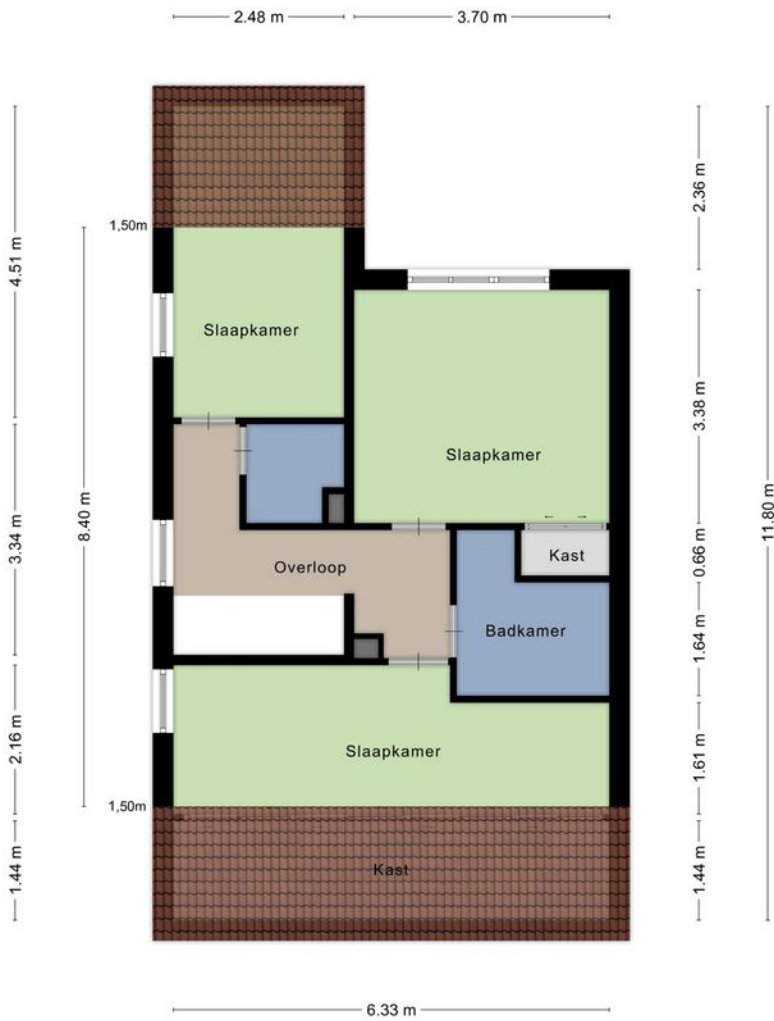 2.48 m
3.70 m
4.51 m
3.34 m
2.16 m
1.44 m
8.40 m
1,50m
1,50m
Slaapkamer
Slaapkamer
Overloop
Kast
Badkamer
Slaapkamer
Kast
2.36 m
3.38 m
0.66 m
1.64 m
1.61 m
1.44 m
11.80 m
6.33 m